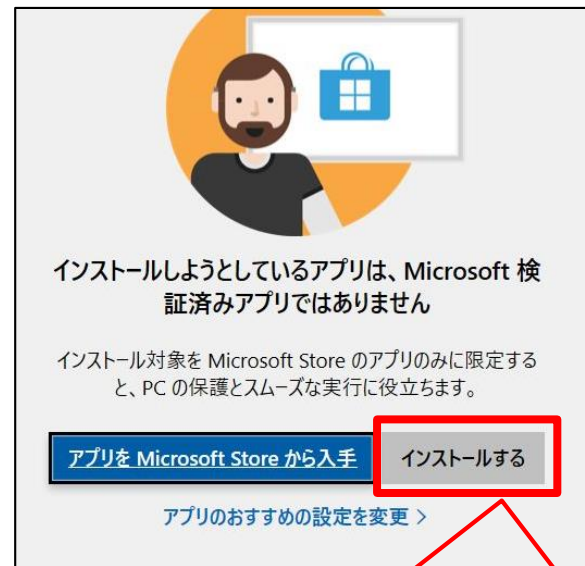 インストールしようとしているアプリは、Microsoft 検
証済みアプリではありません
インストール対象を Microsoft Store のアプリのみに限定する
と、PC の保護とスムーズな実行に役立ちます。
アプリを Microsoft Store から入手
インストールする
アプリのおすすめの設定を変更 >